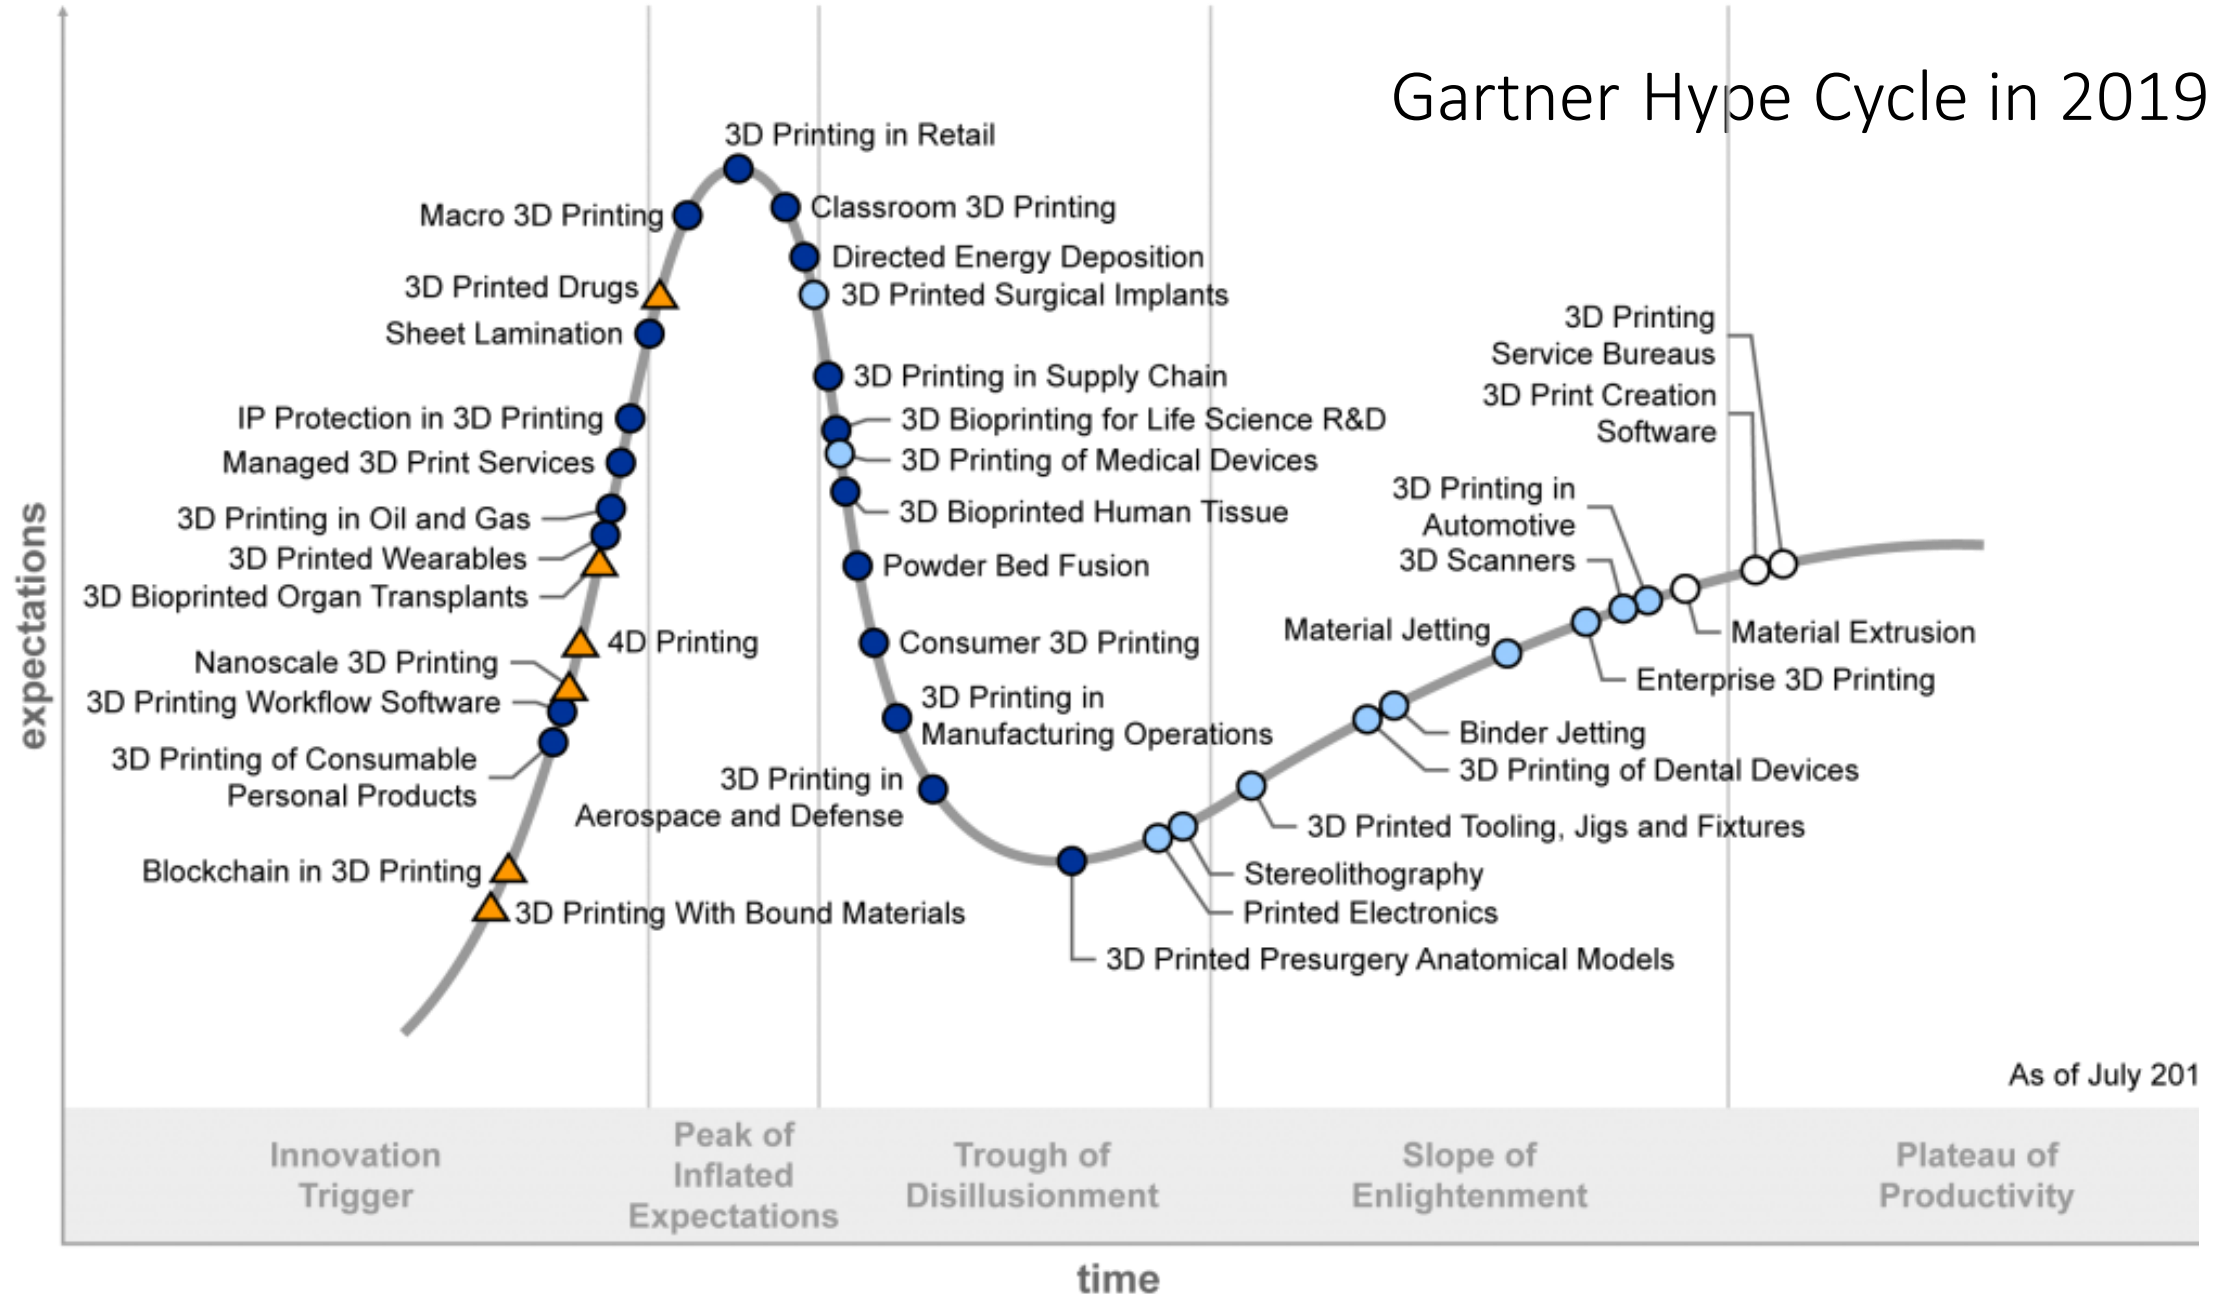 Gartner Hype Cycle in 2019
expectations
3D Printing in Retail
Macro 3D Printing
Classroom 3D Printing
Directed Energy Deposition
3D Printed Drugs
3D Printed Surgical Implants
Sheet Lamination
3D Printing in Supply Chain
IP Protection in 3D Printing
3D Bioprinting for Life Science R&D
Managed 3D Print Services
3D Printing of Medical Devices
3D Printing in Oil and Gas
3D Bioprinted Human Tissue
3D Printed Wearables
Powder Bed Fusion
3D Bioprinted Organ Transplants
4D Printing
Consumer 3D Printing
Nanoscale 3D Printing
3D Printing Workflow Software
3D Printing in
Manufacturing Operations
3D Printing of Consumable
Personal Products
3D Printing in
Aerospace and Defense
Blockchain in 3D Printing
3D Printing With Bound Materials
3D Printing
Service Bureaus
3D Print Creation
Software
3D Printing in
Automotive
3D Scanners
Material Jetting
Material Extrusion
Enterprise 3D Printing
Binder Jetting
3D Printing of Dental Devices
3D Printed Tooling, Jigs and Fixtures
Stereolithography
Printed Electronics
3D Printed Presurgery Anatomical Models
As of July 201
Innovation
Trigger
Peak of
Inflated
Expectations
Trough of
Disillusionment
Slope of
Enlightenment
Plateau of
Productivity
time